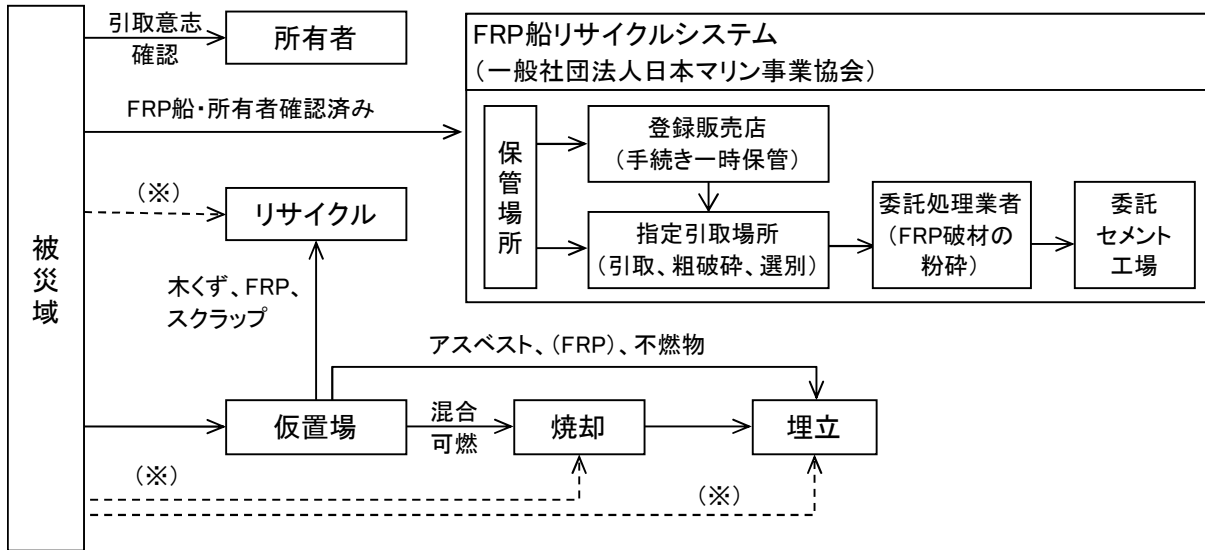 引取意志
確認
所有者
FRP船リサイクルシステム
(一般社団法人日本マリン事業協会)
FRP船・所有者確認済み
保管場所
登録販売店
(手続き一時保管)
指定引取場所
(引取、粗破砕、選別)
委託処理業者
(FRP破材の
粉砕)
委託
セメント
工場
(※)
リサイクル
被災域
木くず、FRP、
スクラップ
アスベスト、(FRP)、不燃物
仮置場
混合
可燃
焼却
埋立
(※)
(※)